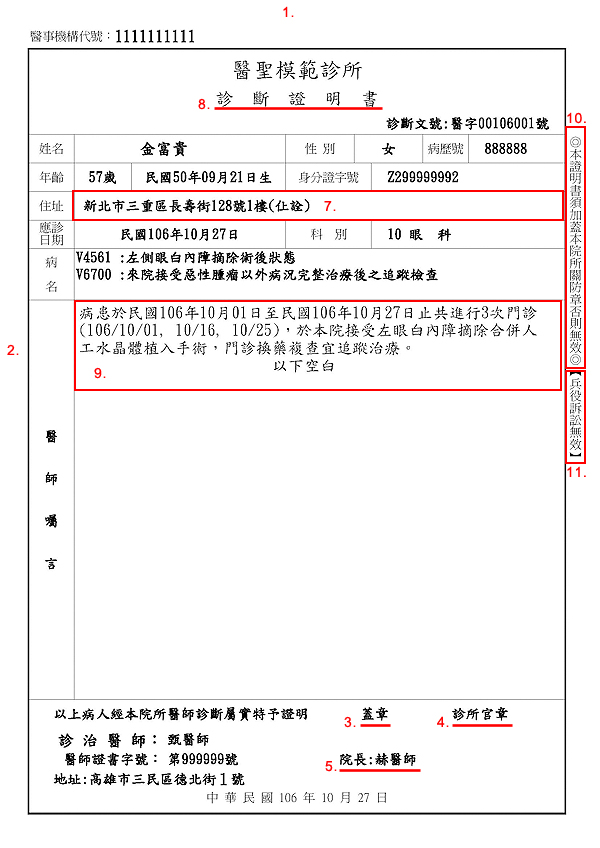 1.
醫事機構代號：1111111111
醫聖模範診所
8. 診 斷 證 明 書
診斷文號:醫字00106001號
10.
姓名 金富貴 性 別 女 病歷號 888888
年齡 57歲 民國50年09月21日生 身分證字號 Z299999992
住址 新北市三重區長壽街128號1樓(仕詮) 7.
應診日期 民國106年10月27日 科 別 10 眼 科
病名 V4561 :左側眼白內障摘除術後狀態
V6700 :來院接受惡性腫瘤以外病況完整治療後之追蹤檢查
2.
醫師囑言
病患於民國106年10月01日至民國106年10月27日止共進行3次門診
(106/10/01, 10/16, 10/25)，於本院接受左眼白內障摘除合併人
工水晶體植入手術，門診換藥複查宜追蹤治療。
以下空白
9.
◎本證明書須加蓋本院所關防章否則無效◎
【兵役訴訟無效】
11.
以上病人經本院所醫師診斷屬實特予證明 3. 蓋章 4. 診所官章
診 治 醫 師： 甄醫師
醫師證書字號： 第999999號 5. 院長:赫醫師
地址:高雄市三民區德北街1號
中 華 民 國 106 年 10 月 27 日